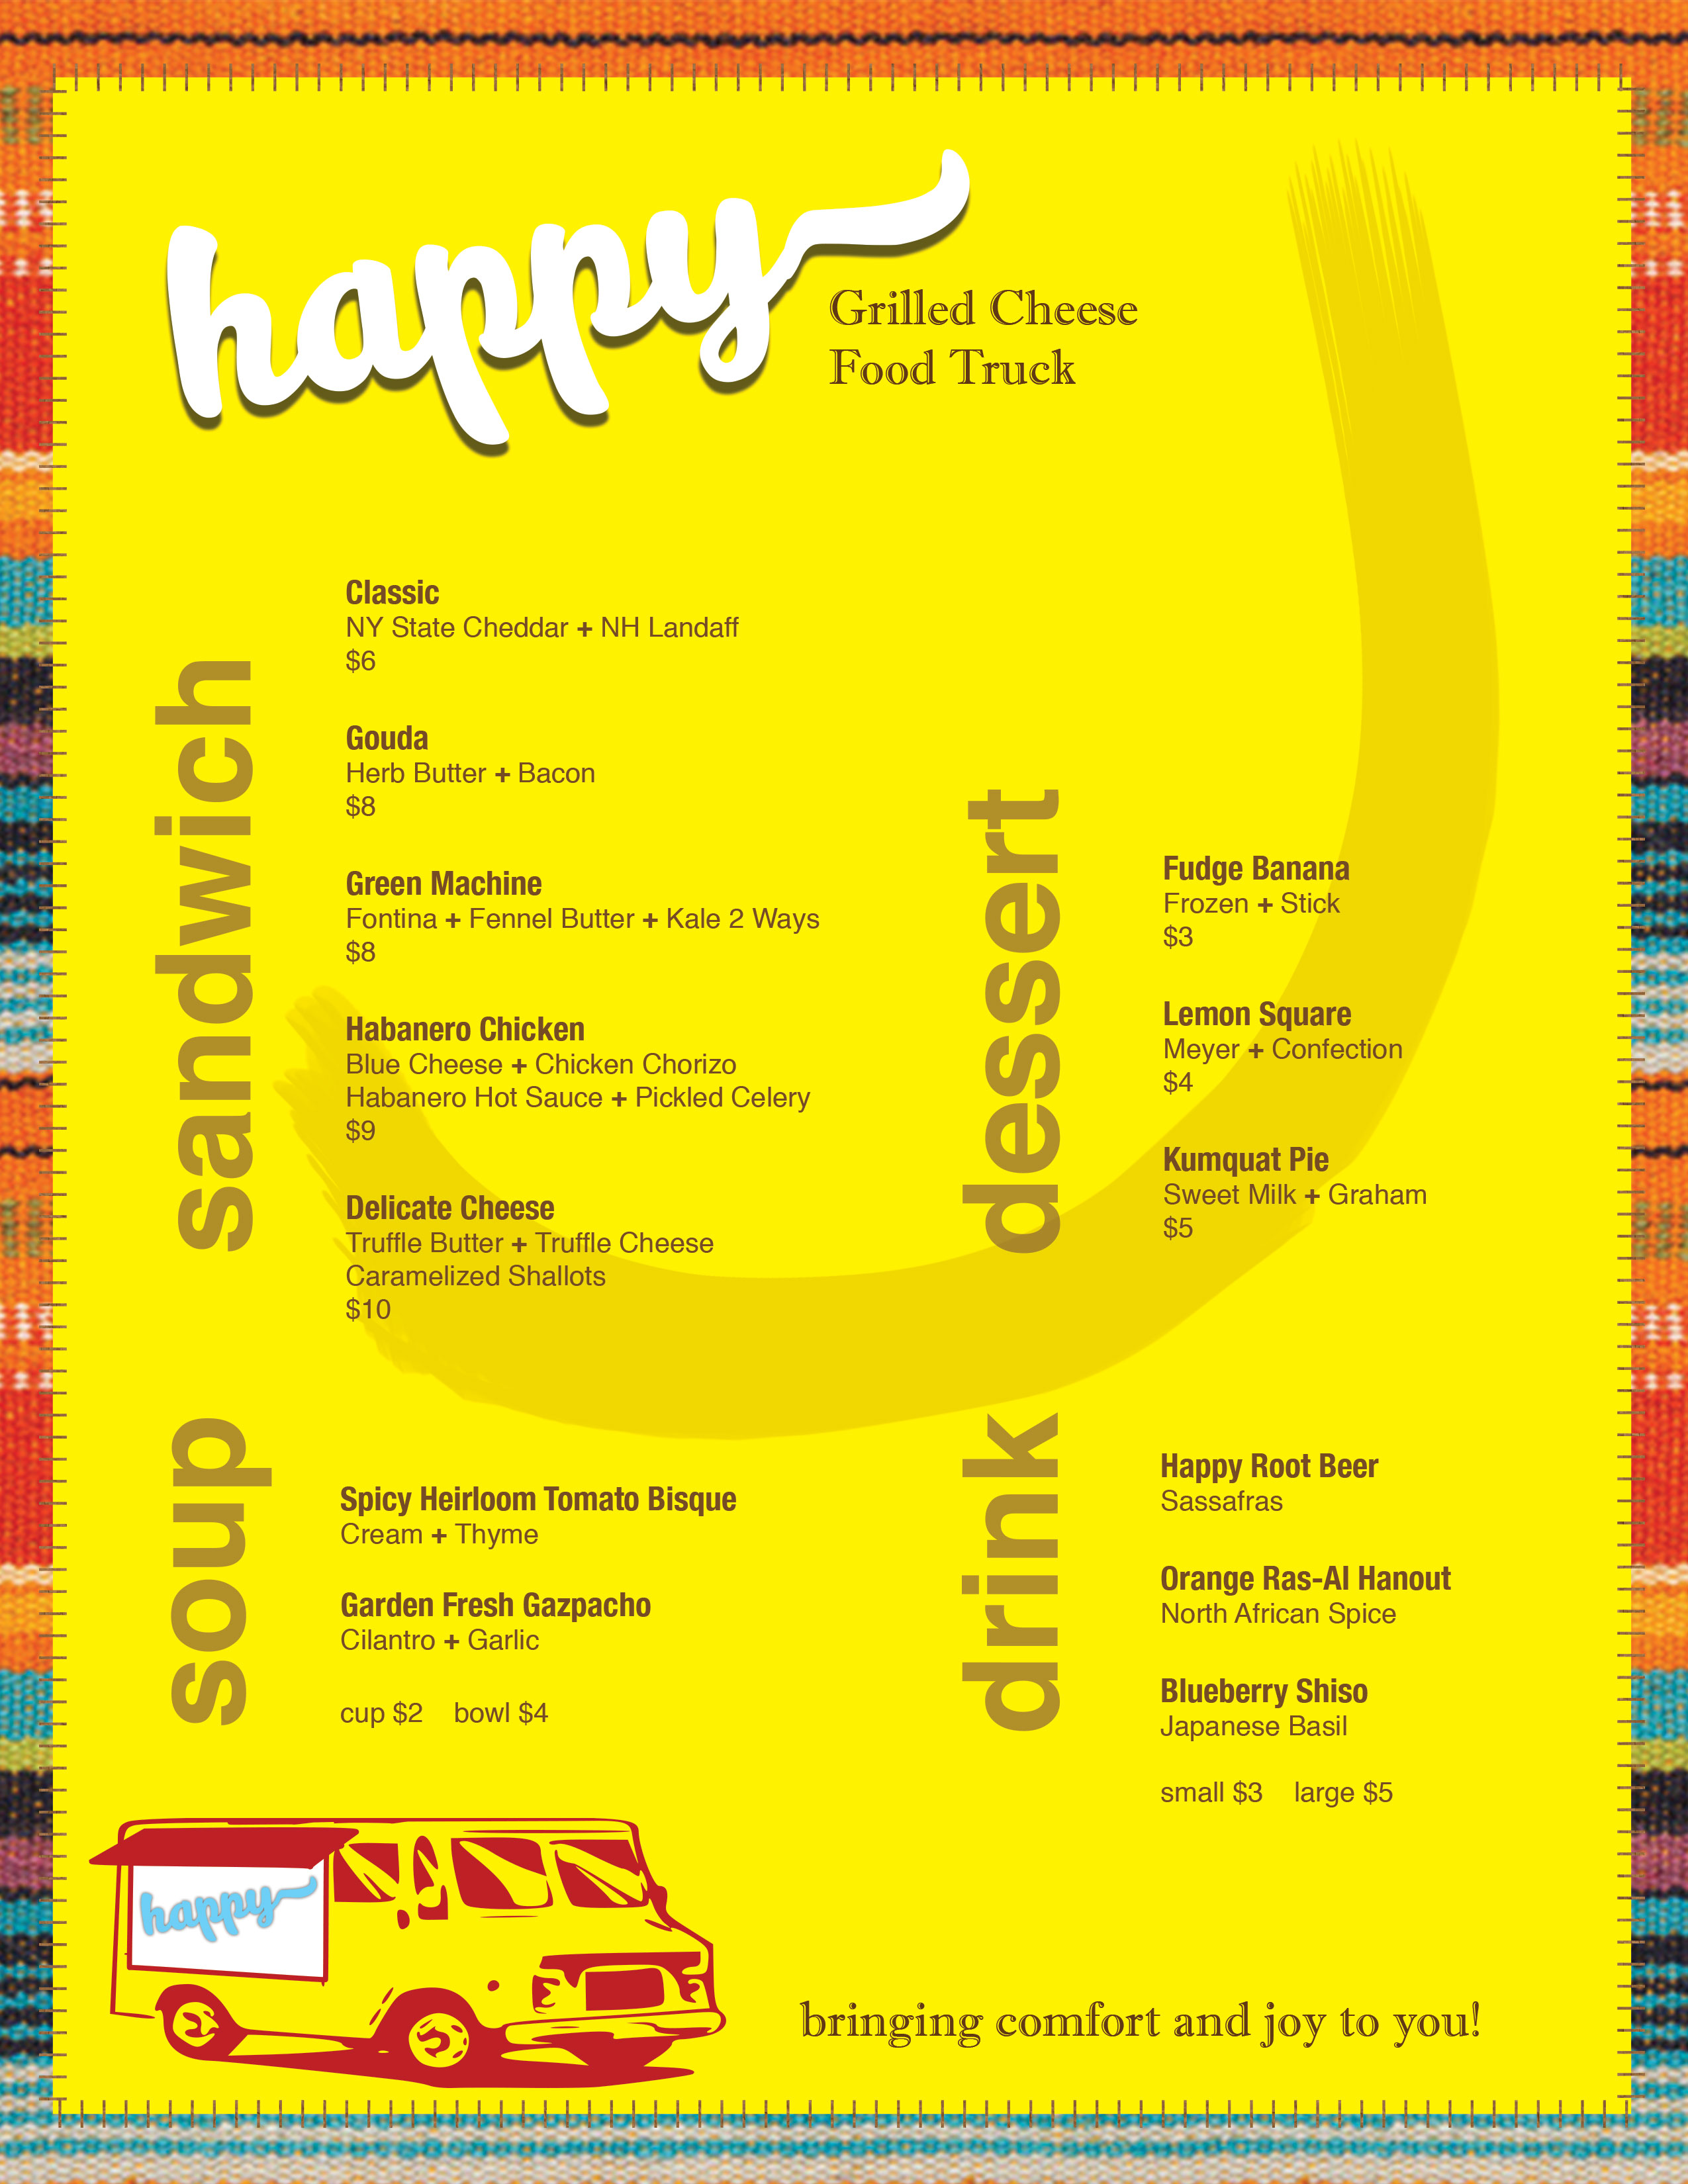 happy
Grilled Cheese
Food Truck
sandwich
Classic
NY State Cheddar + NH Landaff
$6
Gouda
Herb Butter + Bacon
$8
Green Machine
Fontina + Fennel Butter + Kale 2 Ways
$8
Habanero Chicken
Blue Cheese + Chicken Chorizo
Habanero Hot Sauce + Pickled Celery
$9
Delicate Cheese
Truffle Butter + Truffle Cheese
Caramelized Shallots
$10
dessert
Fudge Banana
Frozen + Stick
$3
Lemon Square
Meyer + Confection
$4
Kumquat Pie
Sweet Milk + Graham
$5
soup
Spicy Heirloom Tomato Bisque
Cream + Thyme
Garden Fresh Gazpacho
Cilantro + Garlic
cup $2 bowl $4
drink
Happy Root Beer
Sassafras
Orange Ras-Al Hanout
North African Spice
Blueberry Shiso
Japanese Basil
small $3 large $5
happy
bringing comfort and joy to you!